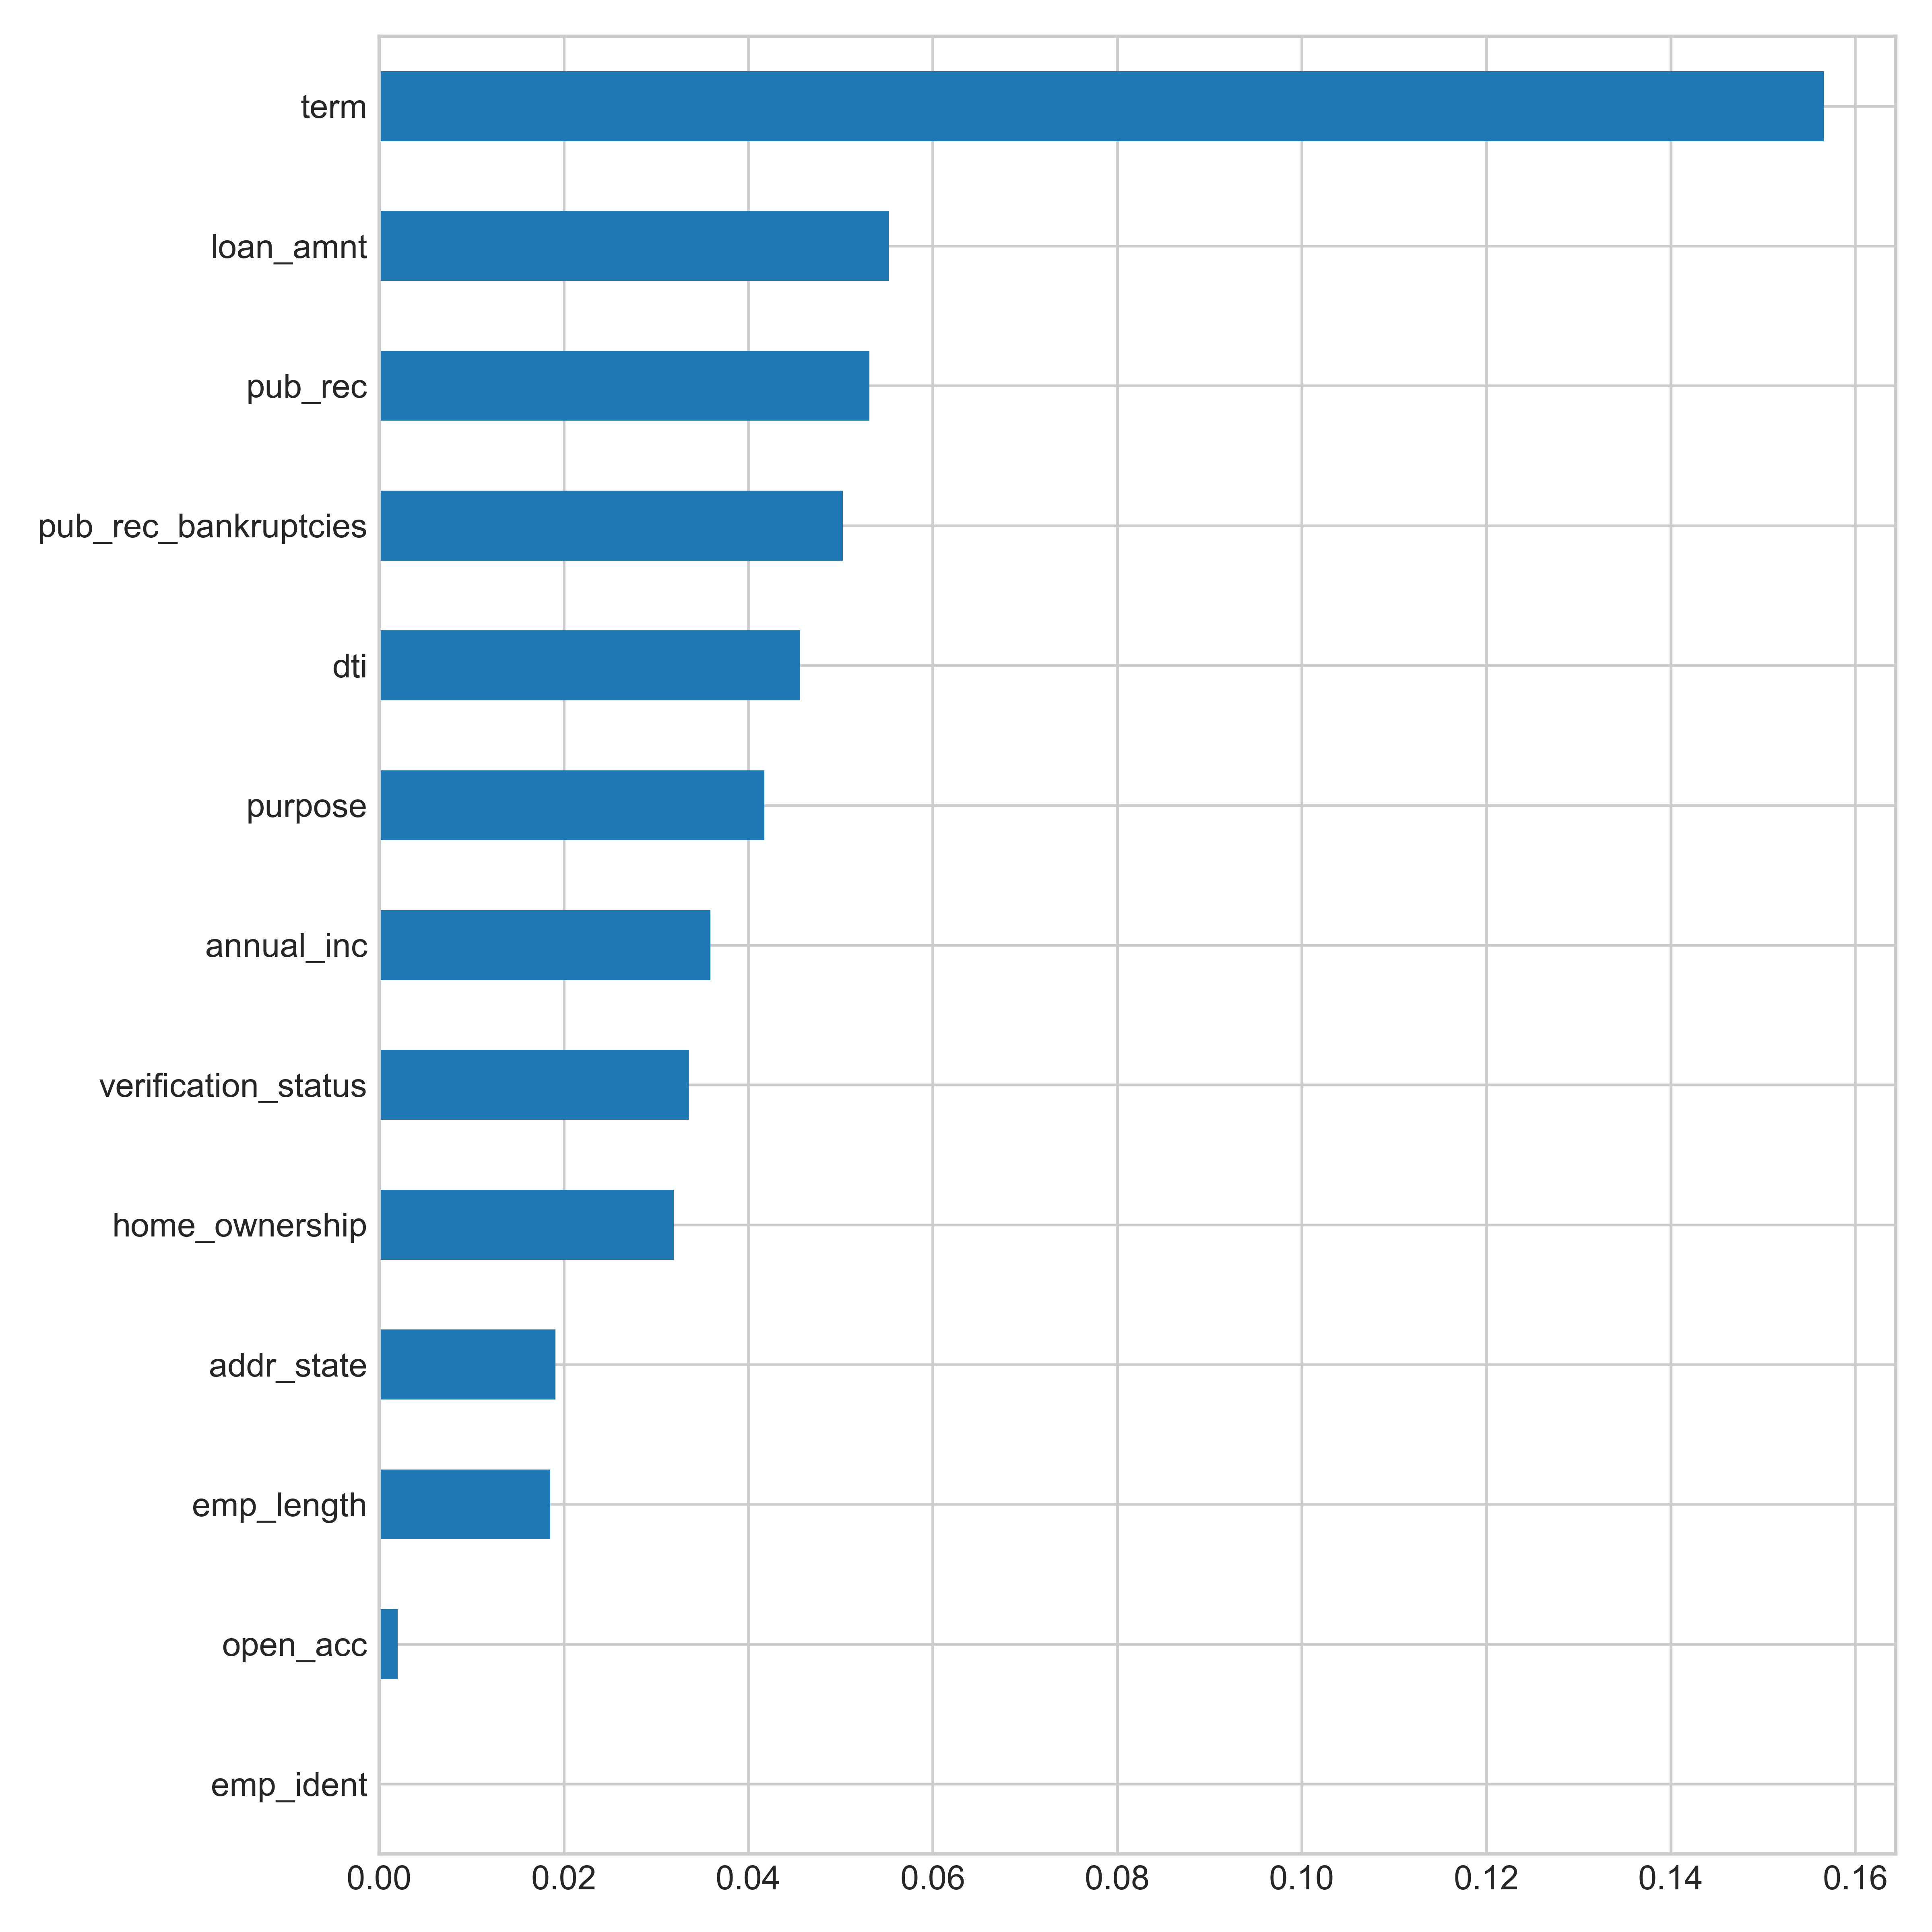 term
loan_amnt
pub_rec
pub_rec_bankruptcies
dti
purpose
annual_inc
verification_status
home_ownership
addr_state
emp_length
open_acc
emp_ident
0.00 0.02 0.04 0.06 0.08 0.10 0.12 0.14 0.16